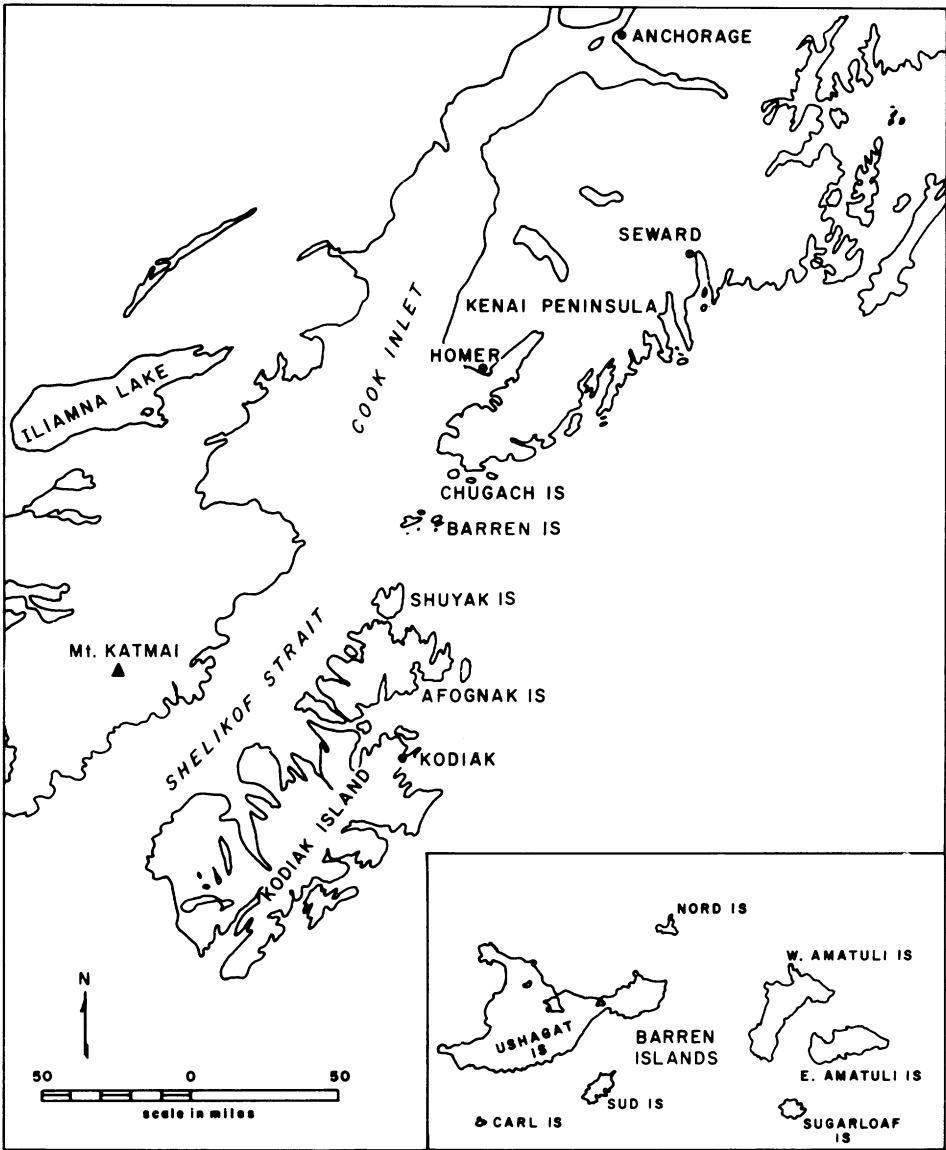 ANCHORAGE
SEWARD
KENAI PENINSULA
COOK INLET
HOMER
ILIAMNA LAKE
CHUGACH IS
BARREN IS
SHUYAK IS
Mt. KATMAI
SHELIKOF STRAIT
AFOGNAK IS
KODIAK
KODIAK ISLAND
N
50 0 50
scale in miles
NORD IS
W. AMATULI IS
USHAGAT
IS
BARREN
ISLANDS
E. AMATULI IS
SUD IS
CARL IS
SUGARLOAF
IS